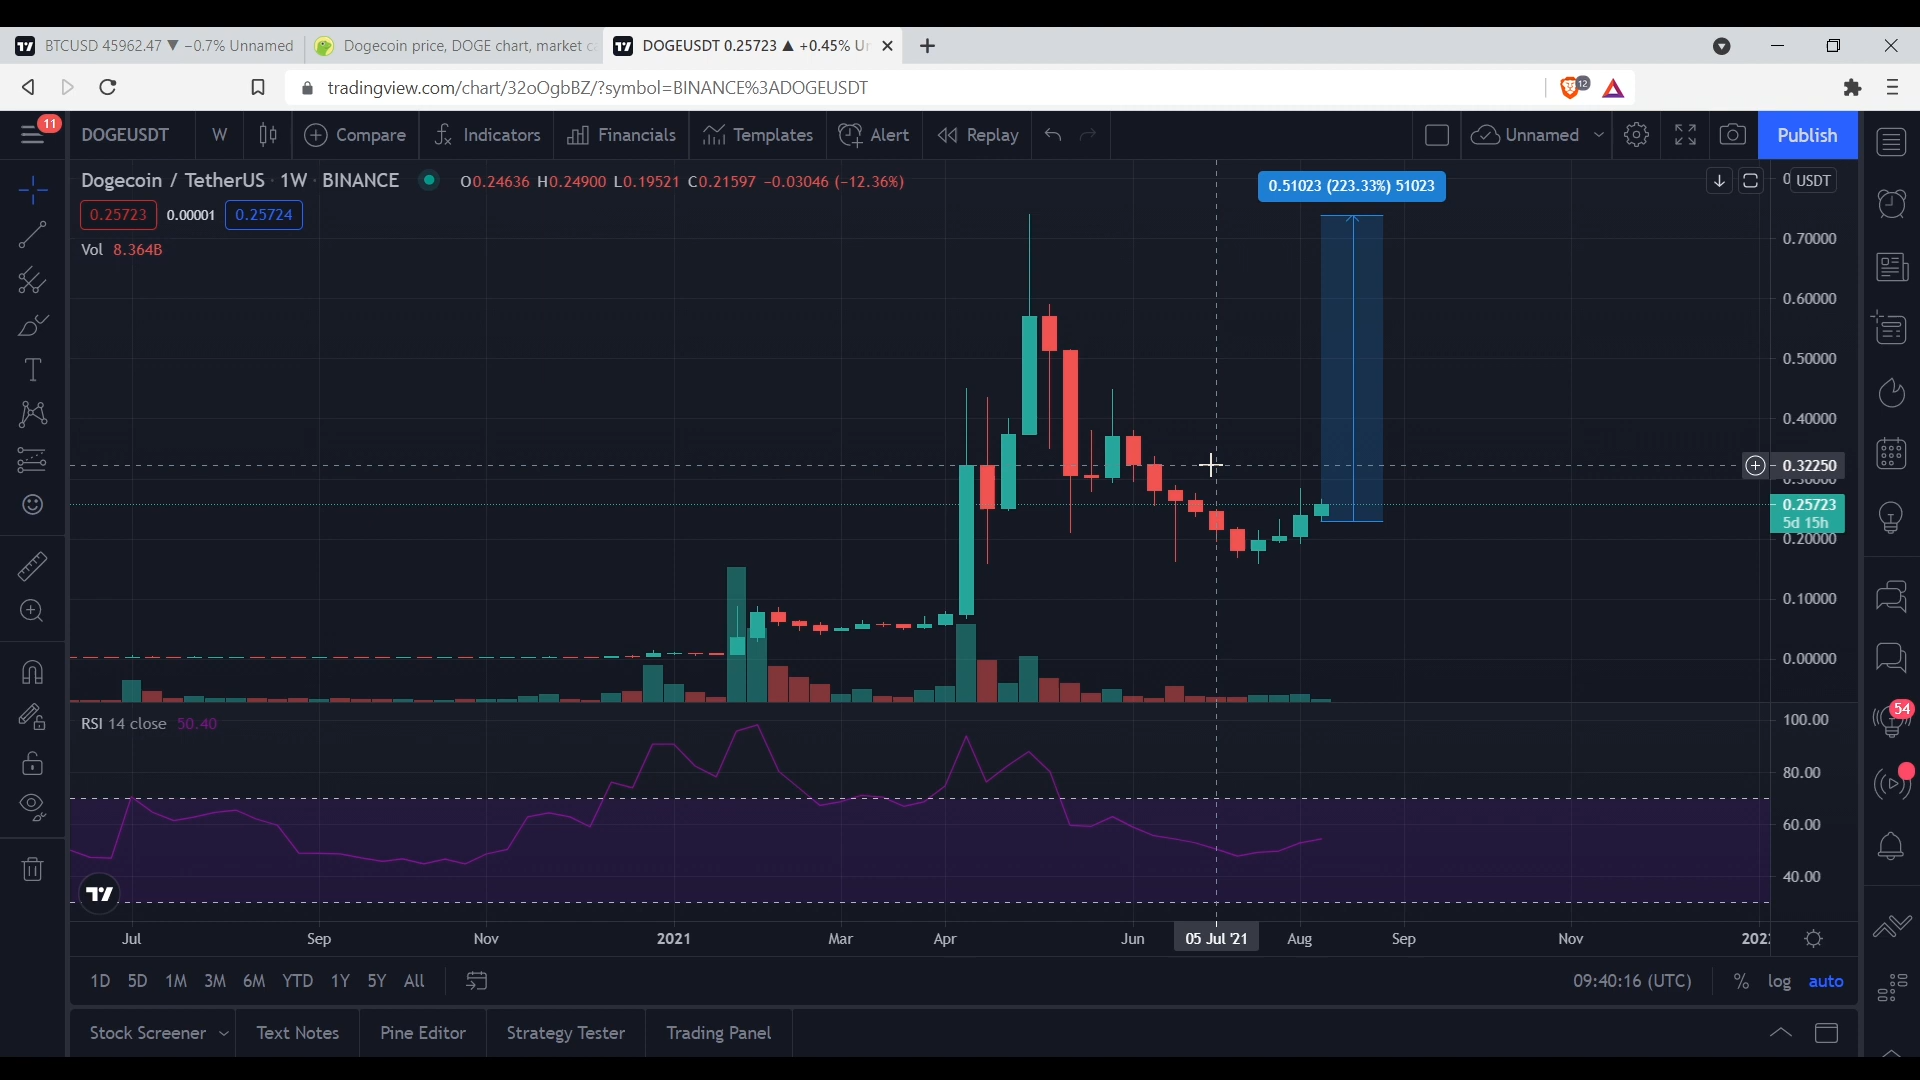 BTCUSD 45962.47 ▼ −0.7% Unnamed
Dogecoin price, DOGE chart, market
DOGEUSDT 0.25723 ▲ +0.45%
tradingview.com/chart/32oOgbBZ/?symbol=BINANCE%3ADOGEUSDT
12
11
DOGEUSDT W Compare Indicators Financials Templates Alert Replay Unnamed Publish
Dogecoin / TetherUS · 1W · BINANCE O0.24636 H0.24900 L0.19521 C0.21597 −0.03046 (−12.36%)
0.51023 (223.33%) 51023
USDT
0.25723 0.00001 0.25724
Vol 8.364B
0.70000
0.60000
0.50000
0.40000
0.32250
0.30000
0.25723
5d 15h
0.20000
0.10000
0.00000
RSI 14 close 50.40
100.00
80.00
60.00
40.00
54
Jul Sep Nov 2021 Mar Apr Jun 05 Jul '21 Aug Sep Nov
1D 5D 1M 3M 6M YTD 1Y 5Y All 09:40:16 (UTC) % log auto
Stock Screener Text Notes Pine Editor Strategy Tester Trading Panel